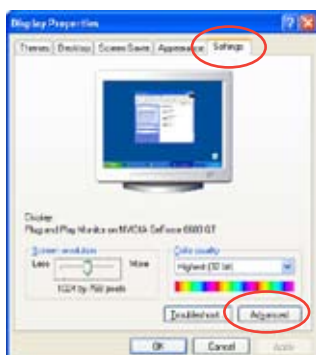 Display Properties
Themes Desktop Screen Saver Appearance Settings
Display:
Plug and Play Monitor on NVIDIA GeForce 6600 GT
Screen resolution
Less More
1024 by 768 pixels
Color quality
Highest (32 bit)
Troubleshoot Advanced
OK Cancel Apply